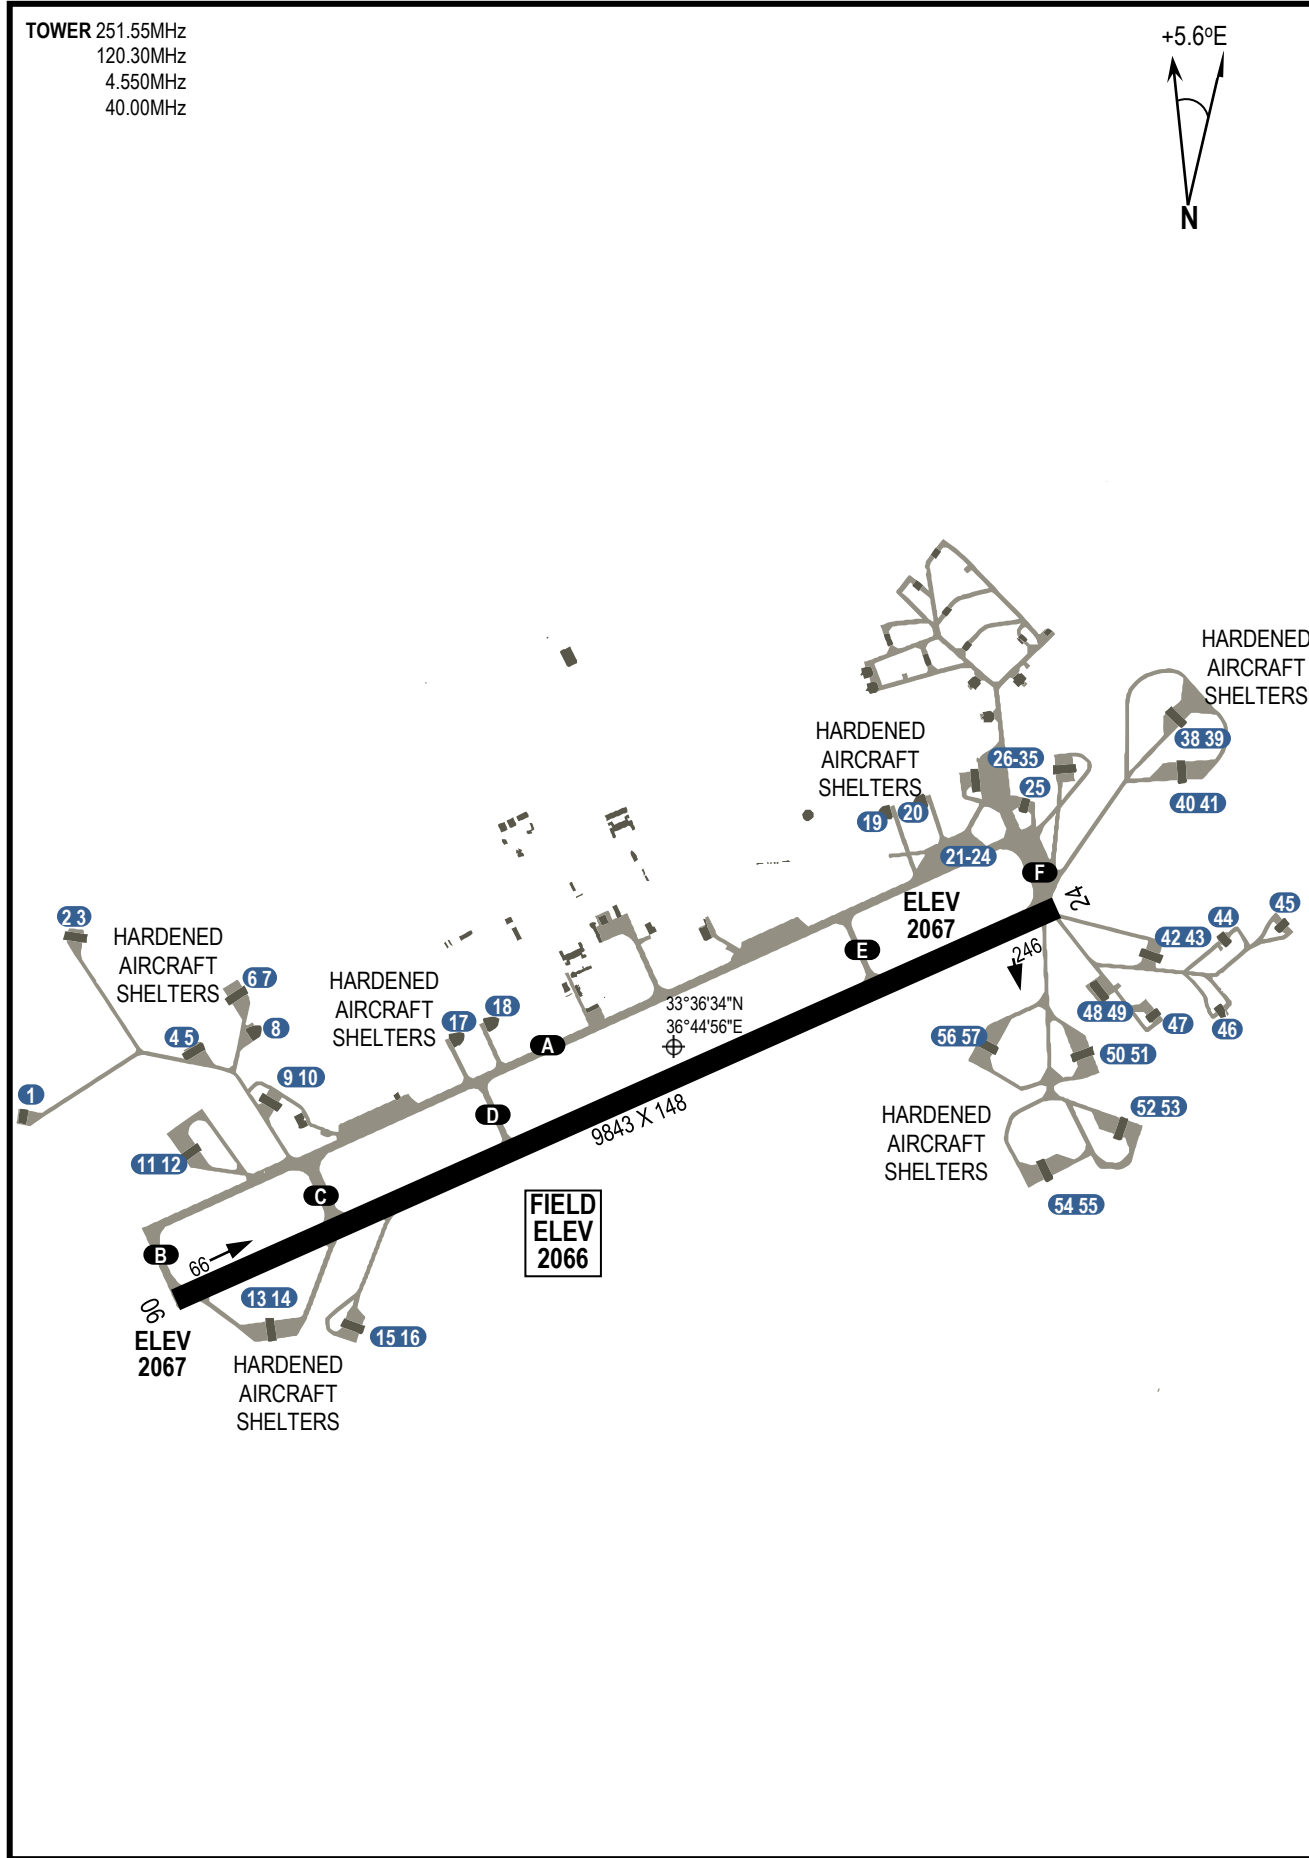 TOWER 251.55MHz
120.30MHz
4.550MHz
40.00MHz
+5.6ºE
N
HARDENED
AIRCRAFT
SHELTERS
38 39
40 41
HARDENED
AIRCRAFT
SHELTERS
26-35
25
19
20
21-24
F
24
ELEV
2067
E
246
42 43
44
45
46
47
48 49
50 51
56 57
52 53
54 55
HARDENED
AIRCRAFT
SHELTERS
2 3
HARDENED
AIRCRAFT
SHELTERS
6 7
8
4 5
9 10
1
11 12
HARDENED
AIRCRAFT
SHELTERS
17
18
A
33°36'34"N
36°44'56"E
D
9843 X 148
C
B
66
06
ELEV
2067
FIELD
ELEV
2066
13 14
15 16
HARDENED
AIRCRAFT
SHELTERS